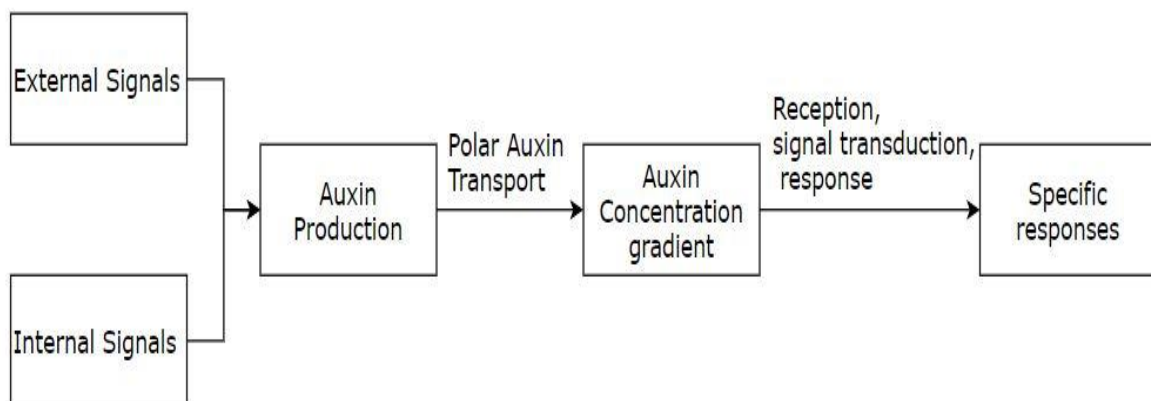 External Signals
Internal Signals
Auxin
Production
Polar Auxin
Transport
Auxin
Concentration
gradient
Reception,
signal transduction,
response
Specific
responses